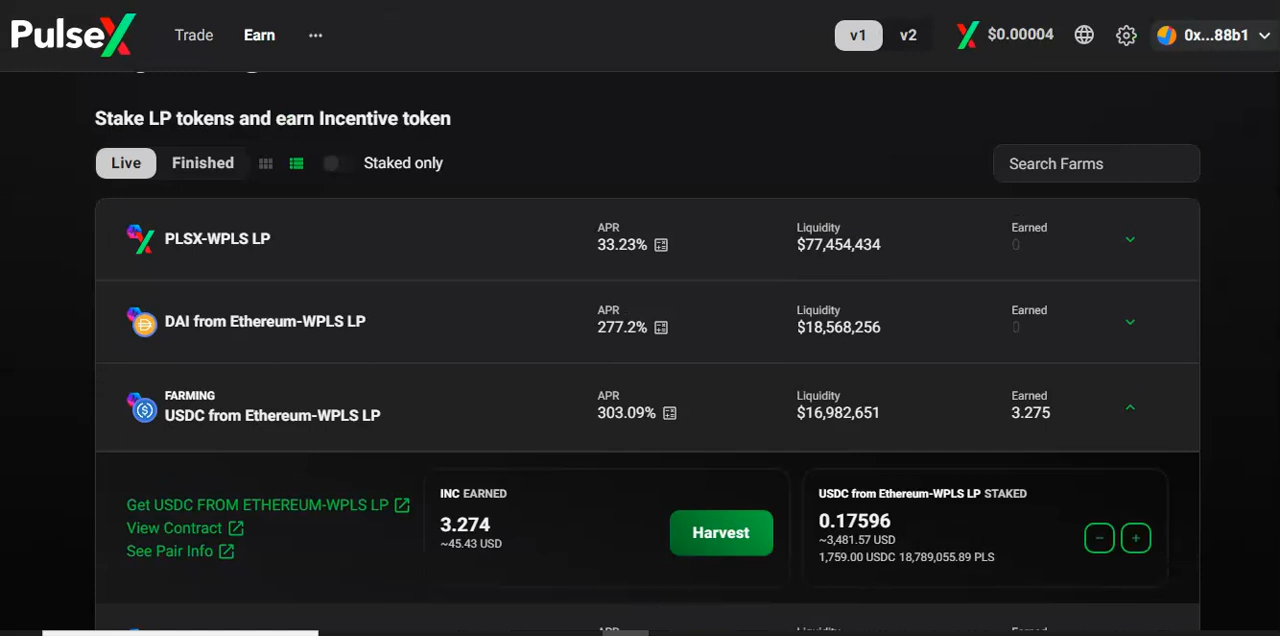 PulseX Trade Earn ... v1 v2 $0.00004 0x...88b1
Stake LP tokens and earn Incentive token
Live Finished Staked only Search Farms
PLSX-WPLS LP
APR
33.23%
Liquidity
$77,454,434
Earned
0
DAI from Ethereum-WPLS LP
APR
277.2%
Liquidity
$18,568,256
Earned
0
FARMING
USDC from Ethereum-WPLS LP
APR
303.09%
Liquidity
$16,982,651
Earned
3.275
Get USDC FROM ETHEREUM-WPLS LP
View Contract
See Pair Info
INC EARNED
3.274
~45.43 USD
Harvest
USDC from Ethereum-WPLS LP STAKED
0.17596
~3,481.57 USD
1,759.00 USDC 18,789,055.89 PLS
− +
APR Liquidity Earned